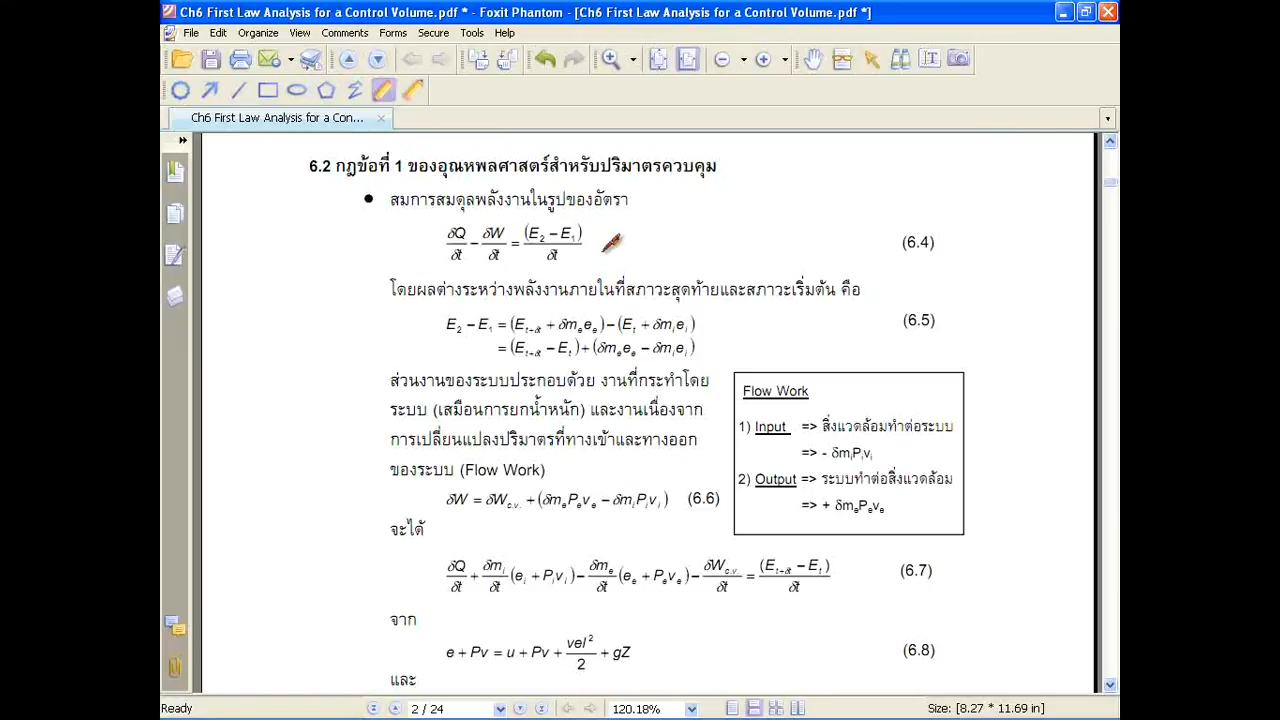 Ch6 First Law Analysis for a Control Volume.pdf * - Foxit Phantom - [Ch6 First Law Analysis for a Control Volume.pdf *]
File Edit Organize View Comments Forms Secure Tools Help
Ch6 First Law Analysis for a Con...
6.2 กฎข้อที่ 1 ของอุณหพลศาสตร์สำหรับปริมาตรควบคุม
● สมการสมดุลพลังงานในรูปของอัตรา
δQ/δt − δW/δt = (E₂ − E₁)/δt (6.4)
โดยผลต่างระหว่างพลังงานภายในที่สภาวะสุดท้ายและสภาวะเริ่มต้น คือ
E₂ − E₁ = (E_{t+δt} + δm_e e_e) − (E_t + δm_i e_i) (6.5)
= (E_{t+δt} − E_t) + (δm_e e_e − δm_i e_i)
ส่วนงานของระบบประกอบด้วย งานที่กระทำโดย
ระบบ (เสมือนการยกน้ำหนัก) และงานเนื่องจาก
การเปลี่ยนแปลงปริมาตรที่ทางเข้าและทางออก
ของระบบ (Flow Work)
δW = δW_{c.v.} + (δm_e P_e v_e − δm_i P_i v_i) (6.6)
Flow Work
1) Input => สิ่งแวดล้อมทำต่อระบบ
=> - δm_i P_i v_i
2) Output => ระบบทำต่อสิ่งแวดล้อม
=> + δm_e P_e v_e
จะได้
δQ/δt + δm_i/δt (e_i + P_i v_i) − δm_e/δt (e_e + P_e v_e) − δW_{c.v.}/δt = (E_{t+δt} − E_t)/δt (6.7)
จาก
e + Pv = u + Pv + vel²/2 + gZ (6.8)
และ
Ready 2 / 24 120.18% Size: [8.27 * 11.69 in]